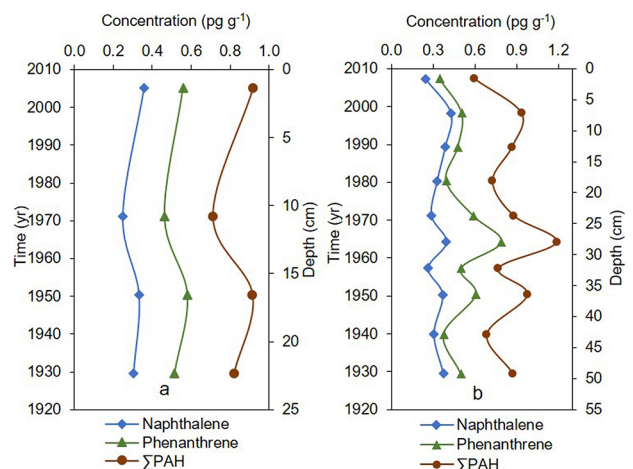 Concentration (pg g-1)
0.0 0.2 0.4 0.6 0.8 1.0
2010 0
2000
5
1990
1980
10
1970
1960
15
1950
1940
20
1930
1920 25
Time (yr)
Depth (cm)
a
Naphthalene
Phenanthrene
∑PAH
Concentration (pg g-1)
0.0 0.3 0.6 0.9 1.2
2010 0
2000 5
1990 10
15
1980
20
1970 25
1960 30
1950 35
40
1940
45
1930 50
1920 55
Time (yr)
Depth (cm)
b
Naphthalene
Phenanthrene
∑PAH